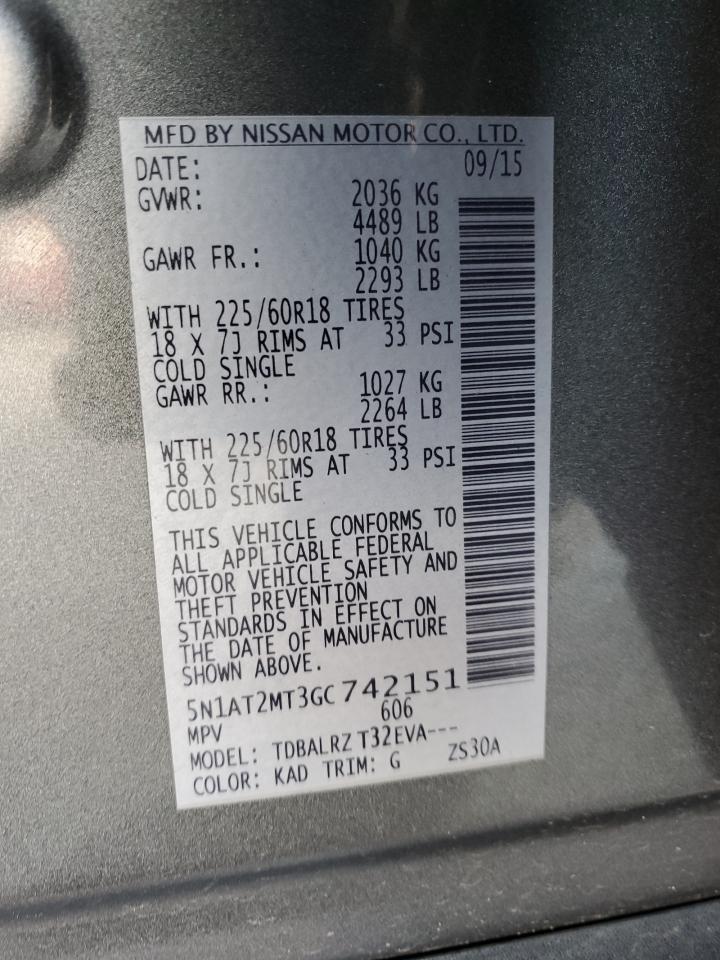 MFD BY NISSAN MOTOR CO., LTD.
DATE: 09/15
GVWR: 2036 KG
4489 LB
GAWR FR.: 1040 KG
2293 LB
WITH 225/60R18 TIRES
18 X 7J RIMS AT 33 PSI
COLD SINGLE
GAWR RR.: 1027 KG
2264 LB
WITH 225/60R18 TIRES
18 X 7J RIMS AT 33 PSI
COLD SINGLE
THIS VEHICLE CONFORMS TO
ALL APPLICABLE FEDERAL
MOTOR VEHICLE SAFETY AND
THEFT PREVENTION
STANDARDS IN EFFECT ON
THE DATE OF MANUFACTURE
SHOWN ABOVE.
5N1AT2MT3GC742151
MPV 606
MODEL: TDBALRZ T32EVA---
COLOR: KAD TRIM: G ZS30A